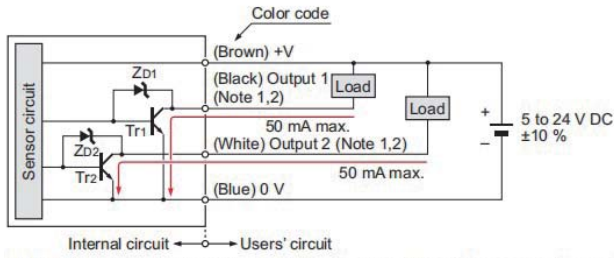 Color code
(Brown) +V
(Black) Output 1
(Note 1,2)
Load
Load
ZD1
Tr1
50 mA max.
+
5 to 24 V DC
±10 %
−
Sensor circuit
(White) Output 2 (Note 1,2)
ZD2
Tr2
50 mA max.
(Blue) 0 V
Internal circuit
Users' circuit